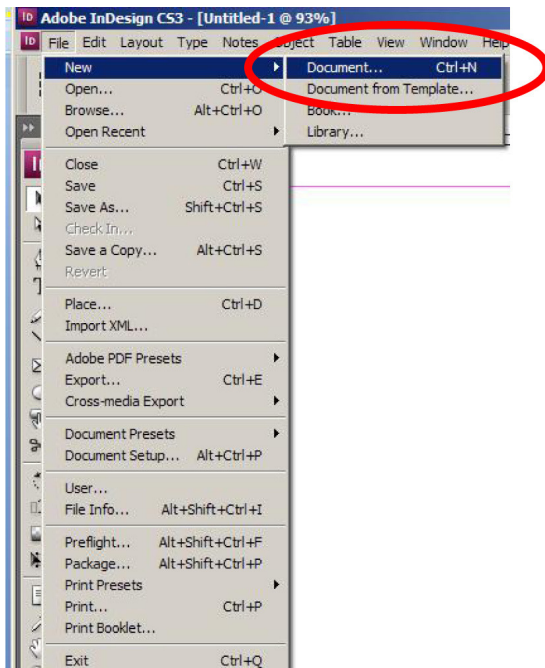 ID Adobe InDesign CS3 - [Untitled-1 @ 93%]
ID File Edit Layout Type Notes Object Table View Window Help
New
Document... Ctrl+N
Open... Ctrl+O
Document from Template...
Browse... Alt+Ctrl+O
Book...
Open Recent
Library...
Close Ctrl+W
Save Ctrl+S
Save As... Shift+Ctrl+S
Check In...
Save a Copy... Alt+Ctrl+S
Revert
Place... Ctrl+D
Import XML...
Adobe PDF Presets
Export... Ctrl+E
Cross-media Export
Document Presets
Document Setup... Alt+Ctrl+P
User...
File Info... Alt+Shift+Ctrl+I
Preflight... Alt+Shift+Ctrl+F
Package... Alt+Shift+Ctrl+P
Print Presets
Print... Ctrl+P
Print Booklet...
Exit Ctrl+Q